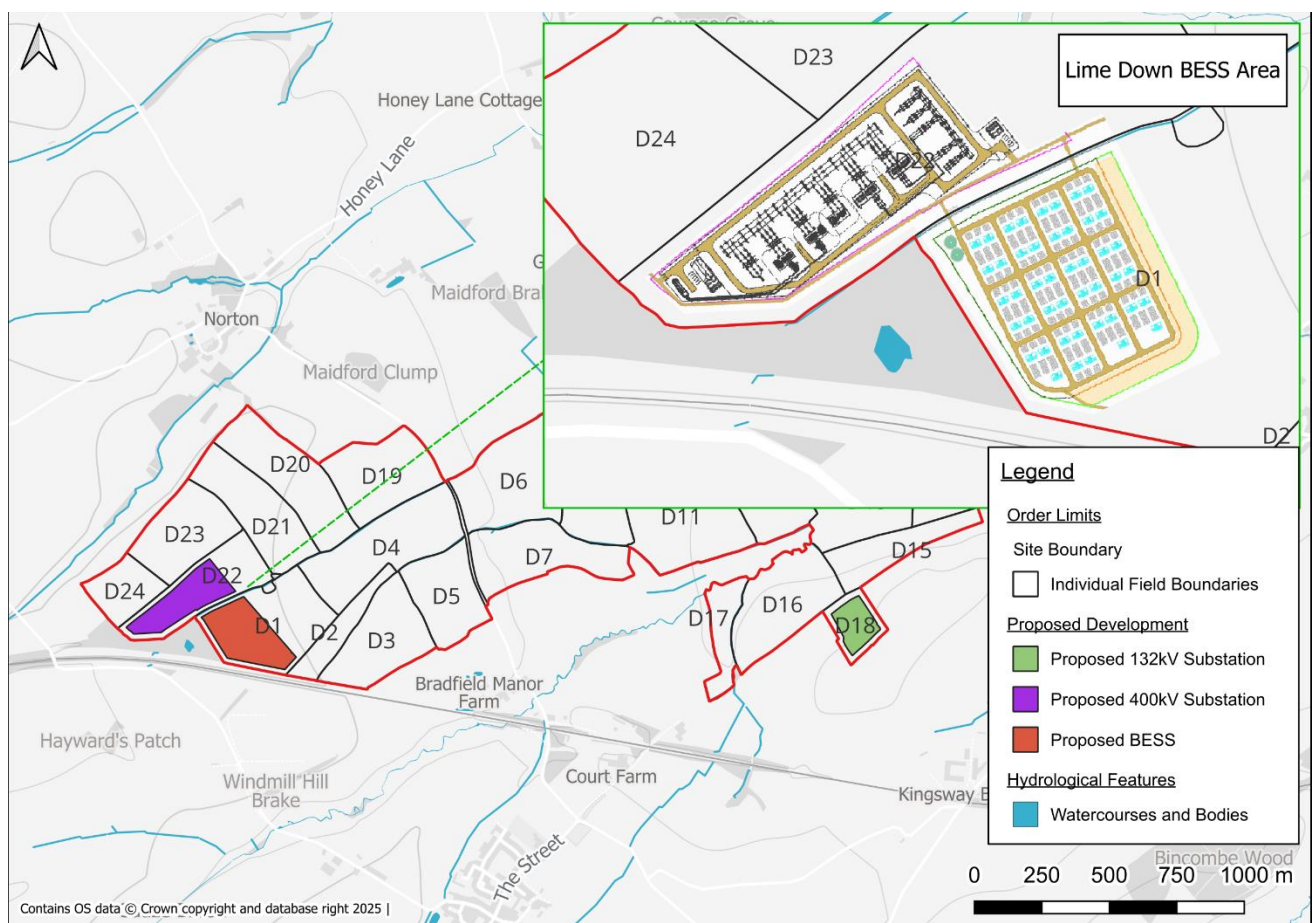 Lime Down BESS Area
D23
D24
D22
D1
D2
Honey Lane Cottage
Honey Lane
Norton
Maidford Clump
D20
D19
D6
D23
D21
D11
D4
D7
D15
D24
D22
D5
D16
D1
D2
D3
D17
D18
Bradfield Manor
Farm
Hayward's Patch
Windmill Hill
Brake
Court Farm
The Street
Legend
Order Limits
Site Boundary
Individual Field Boundaries
Proposed Development
Proposed 132kV Substation
Proposed 400kV Substation
Proposed BESS
Hydrological Features
Watercourses and Bodies
Bincombe Wood
0 250 500 750 1000 m
Contains OS data © Crown copyright and database right 2025 |